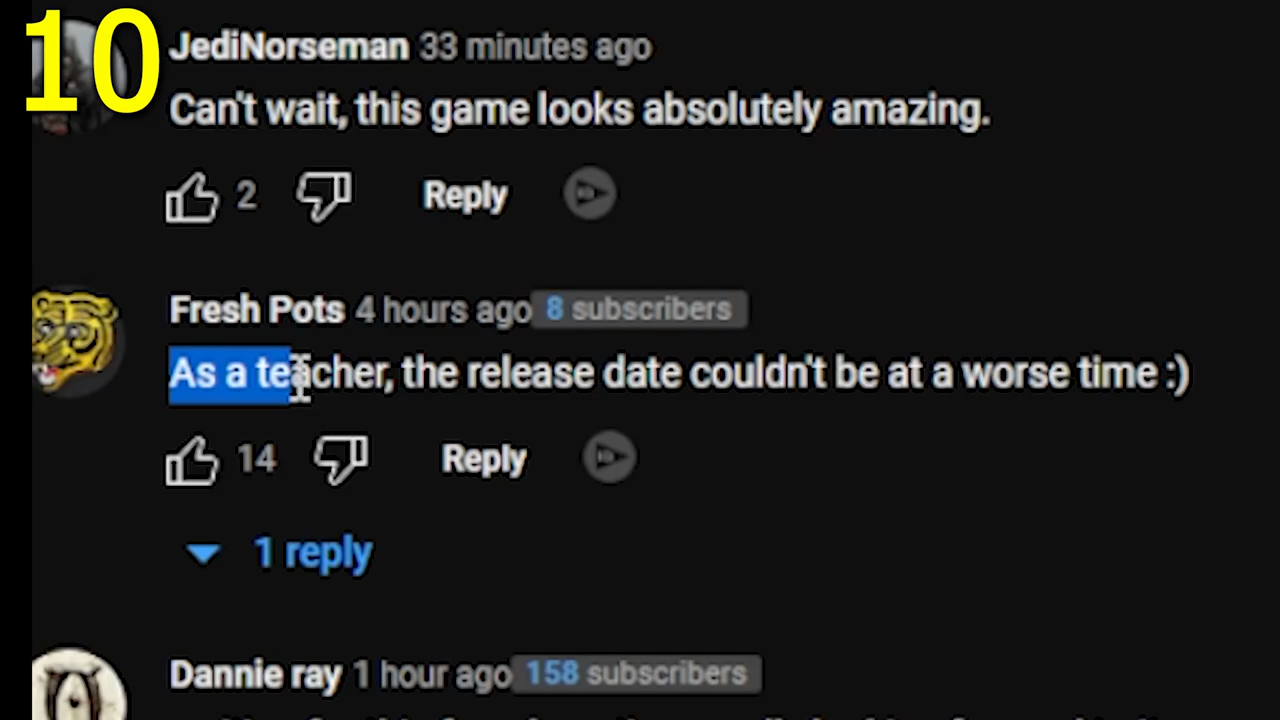 10
JediNorseman 33 minutes ago
Can't wait, this game looks absolutely amazing.
2 Reply
Fresh Pots 4 hours ago 8 subscribers
As a teacher, the release date couldn't be at a worse time :)
14 Reply
1 reply
Dannie ray 1 hour ago 158 subscribers